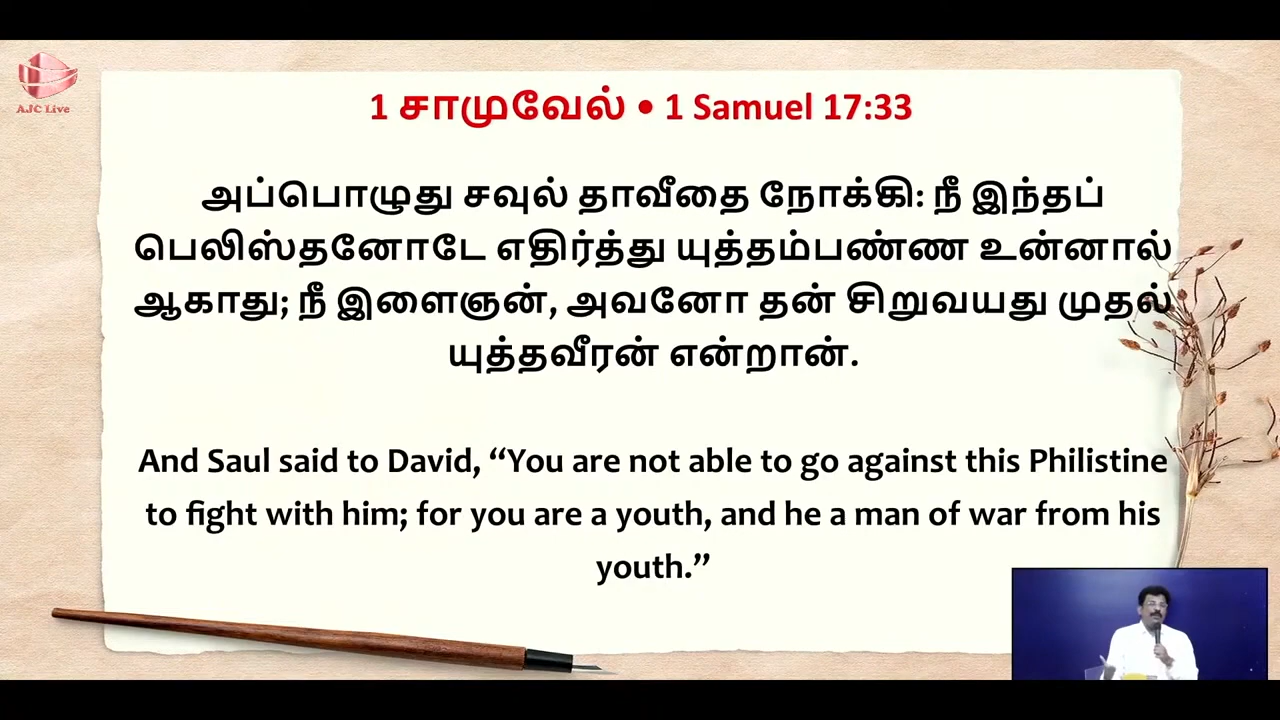 AJC Live
1 சாமுவேல் • 1 Samuel 17:33
அப்பொழுது சவுல் தாவீதை நோக்கி: நீ இந்தப்
பெலிஸ்தனோடே எதிர்த்து யுத்தம்பண்ண உன்னால்
ஆகாது; நீ இளைஞன், அவனோ தன் சிறுவயது முதல்
யுத்தவீரன் என்றான்.
And Saul said to David, “You are not able to go against this Philistine
to fight with him; for you are a youth, and he a man of war from his
youth.”